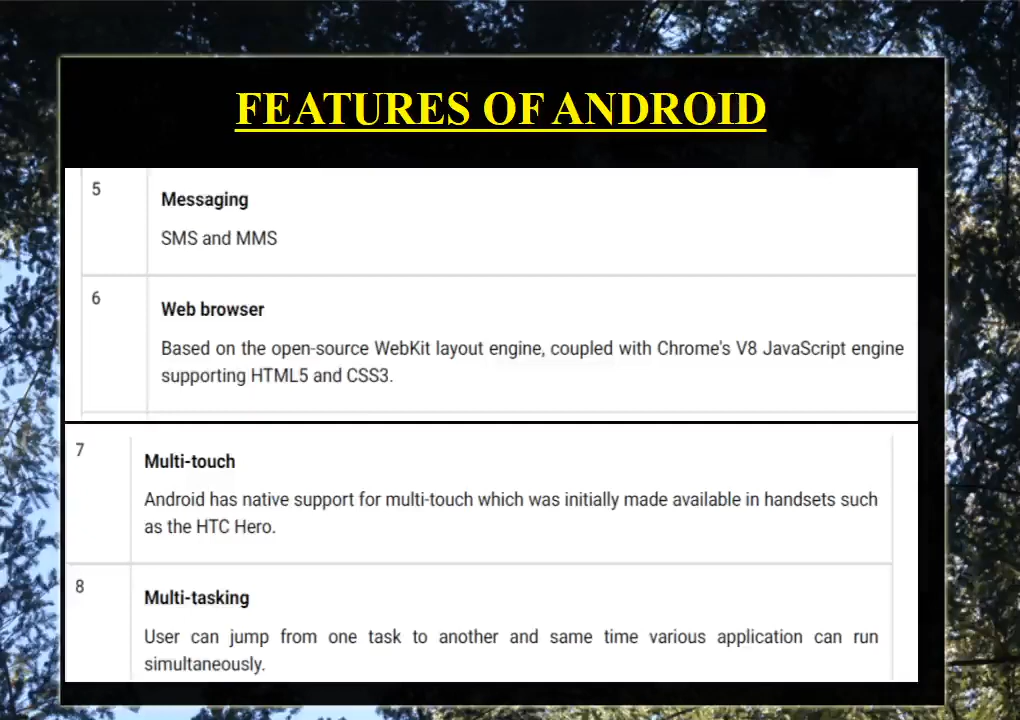 FEATURES OF ANDROID
5
Messaging
SMS and MMS
6
Web browser
Based on the open-source WebKit layout engine, coupled with Chrome's V8 JavaScript engine
supporting HTML5 and CSS3.
7
Multi-touch
Android has native support for multi-touch which was initially made available in handsets such
as the HTC Hero.
8
Multi-tasking
User can jump from one task to another and same time various application can run
simultaneously.